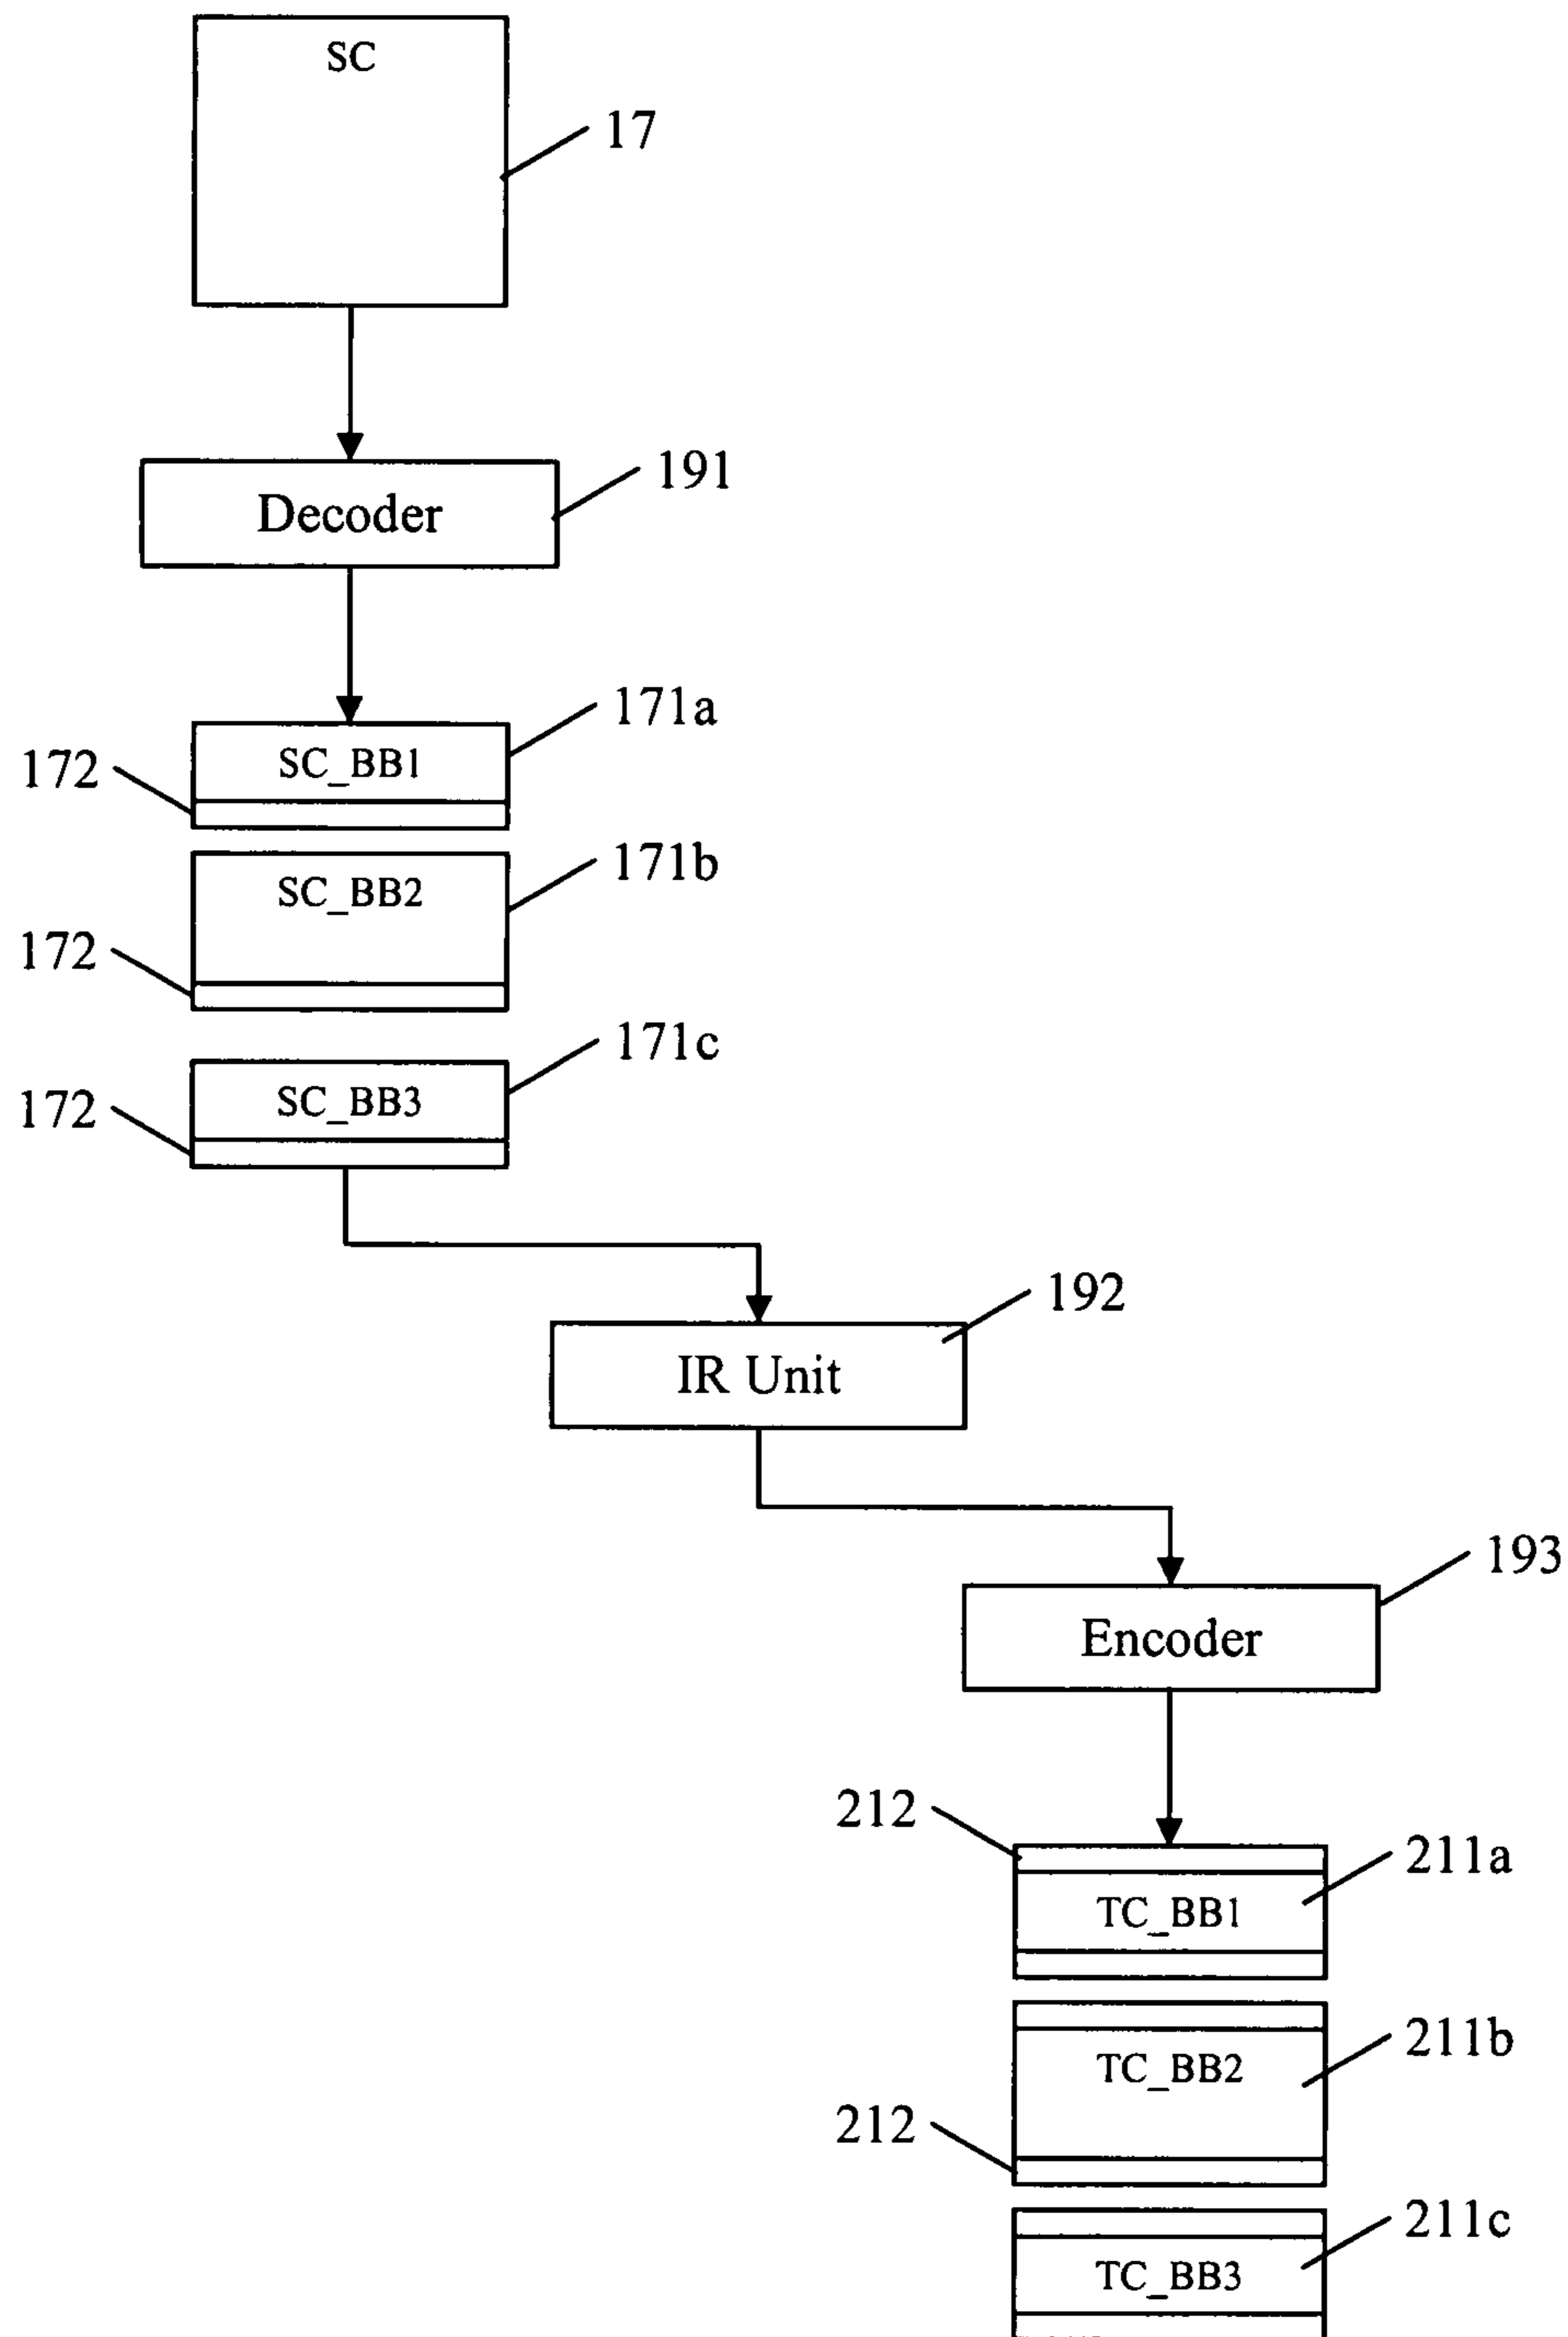 SC
17
191
Decoder
171a
SC_BB1
172
171b
SC_BB2
172
171c
SC_BB3
172
192
IR Unit
193
Encoder
212
211a
TC_BB1
211b
TC_BB2
212
211c
TC_BB3